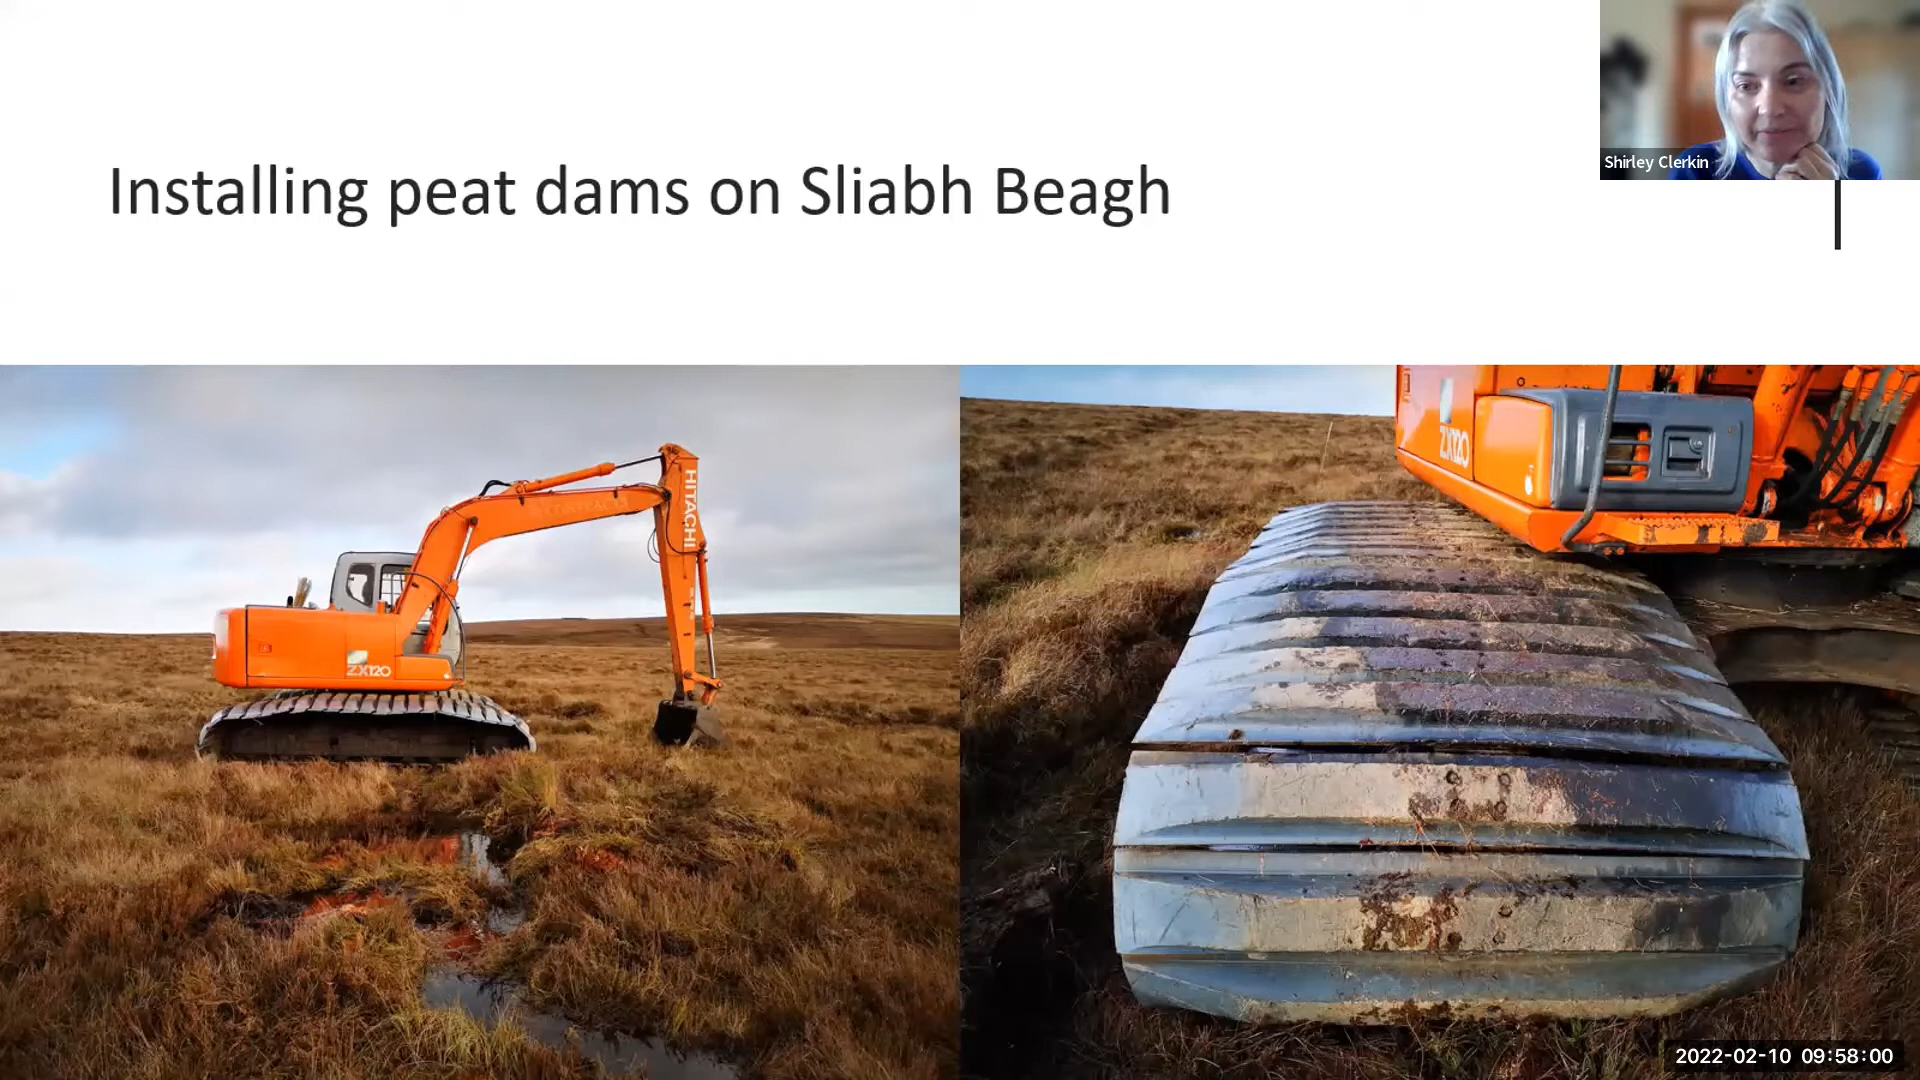 Installing peat dams on Sliabh Beagh
Shirley Clerkin
HITACHI
ZX120
ZX120
2022-02-10 09:58:00